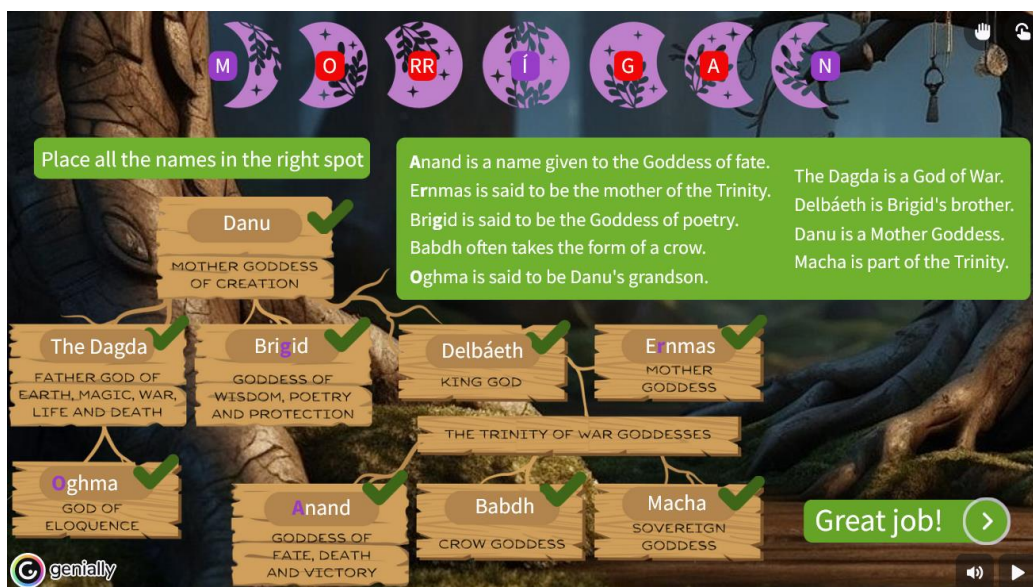 M O RR Í G A N
Place all the names in the right spot
Anand is a name given to the Goddess of fate.
Ernmas is said to be the mother of the Trinity.
Brigid is said to be the Goddess of poetry.
Babdh often takes the form of a crow.
Oghma is said to be Danu's grandson.
The Dagda is a God of War.
Delbáeth is Brigid's brother.
Danu is a Mother Goddess.
Macha is part of the Trinity.
Danu
MOTHER GODDESS
OF CREATION
The Dagda
FATHER GOD OF
EARTH, MAGIC, WAR,
LIFE AND DEATH
Brigid
GODDESS OF
WISDOM, POETRY
AND PROTECTION
Delbáeth
KING GOD
Ernmas
MOTHER
GODDESS
THE TRINITY OF WAR GODDESSES
Oghma
GOD OF
ELOQUENCE
Anand
GODDESS OF
FATE, DEATH
AND VICTORY
Babdh
CROW GODDESS
Macha
SOVEREIGN
GODDESS
Great job!
genially